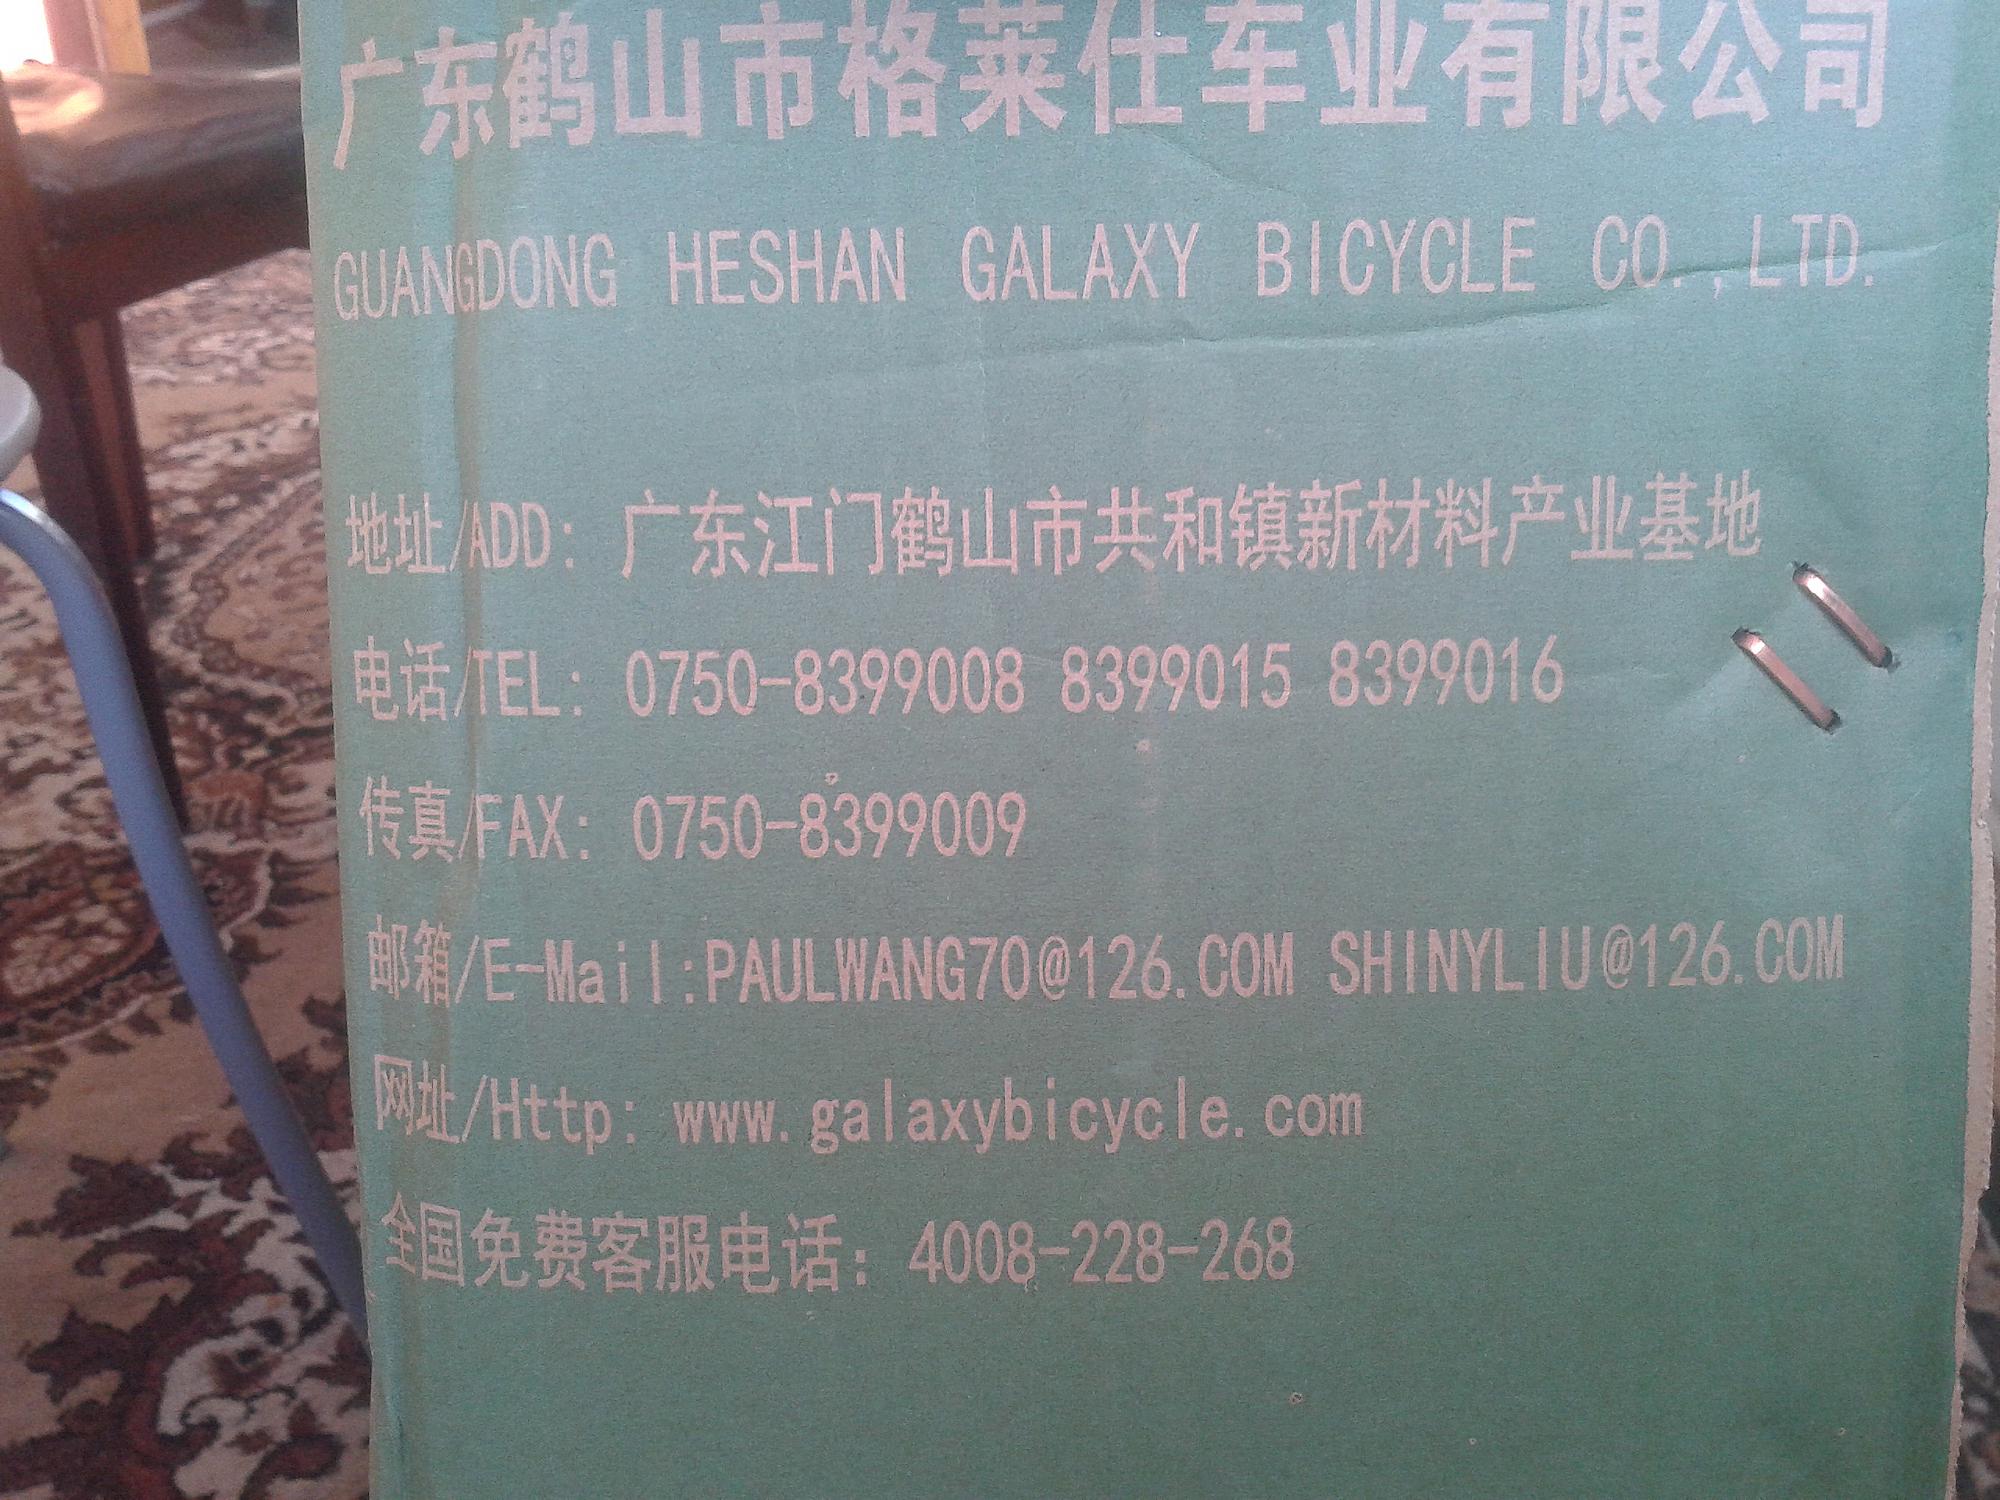 广东鹤山市格莱仕车业有限公司
GUANGDONG HESHAN GALAXY BICYCLE CO.,LTD.
地址/ADD: 广东江门鹤山市共和镇新材料产业基地
电话/TEL: 0750-8399008 8399015 8399016
传真/FAX: 0750-8399009
邮箱/E-Mail:PAULWANG70@126.COM SHINYLIU@126.COM
网址/Http: www.galaxybicycle.com
全国免费客服电话: 4008-228-268